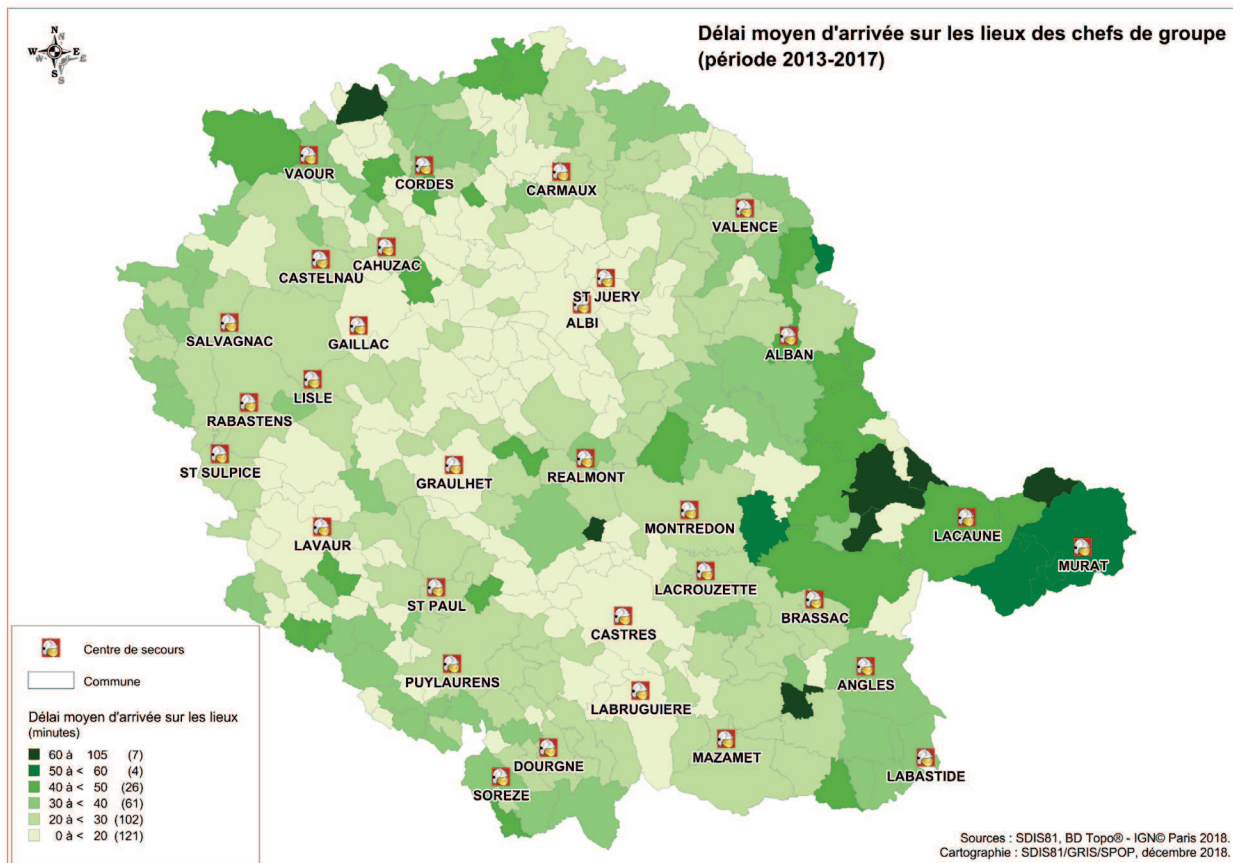 Délai moyen d'arrivée sur les lieux des chefs de groupe
(période 2013-2017)
N
W E
S
VAOUR
CORDES
CARMAUX
VALENCE
CASTELNAU
CAHUZAC
ST JUERY
ALBI
SALVAGNAC
GAILLAC
ALBAN
LISLE
RABASTENS
ST SULPICE
GRAULHET
REALMONT
MONTREDON
LACAUNE
LAVAUR
MURAT
ST PAUL
LACROUZETTE
BRASSAC
CASTRES
PUYLAURENS
ANGLES
LABRUGUIERE
DOURGNE
MAZAMET
LABASTIDE
SOREZE
Centre de secours
Commune
Délai moyen d'arrivée sur les lieux
(minutes)
60 à 105 (7)
50 à < 60 (4)
40 à < 50 (26)
30 à < 40 (61)
20 à < 30 (102)
0 à < 20 (121)
Sources : SDIS81, BD Topo® - IGN© Paris 2018.
Cartographie : SDIS81/GRIS/SPOP, décembre 2018.